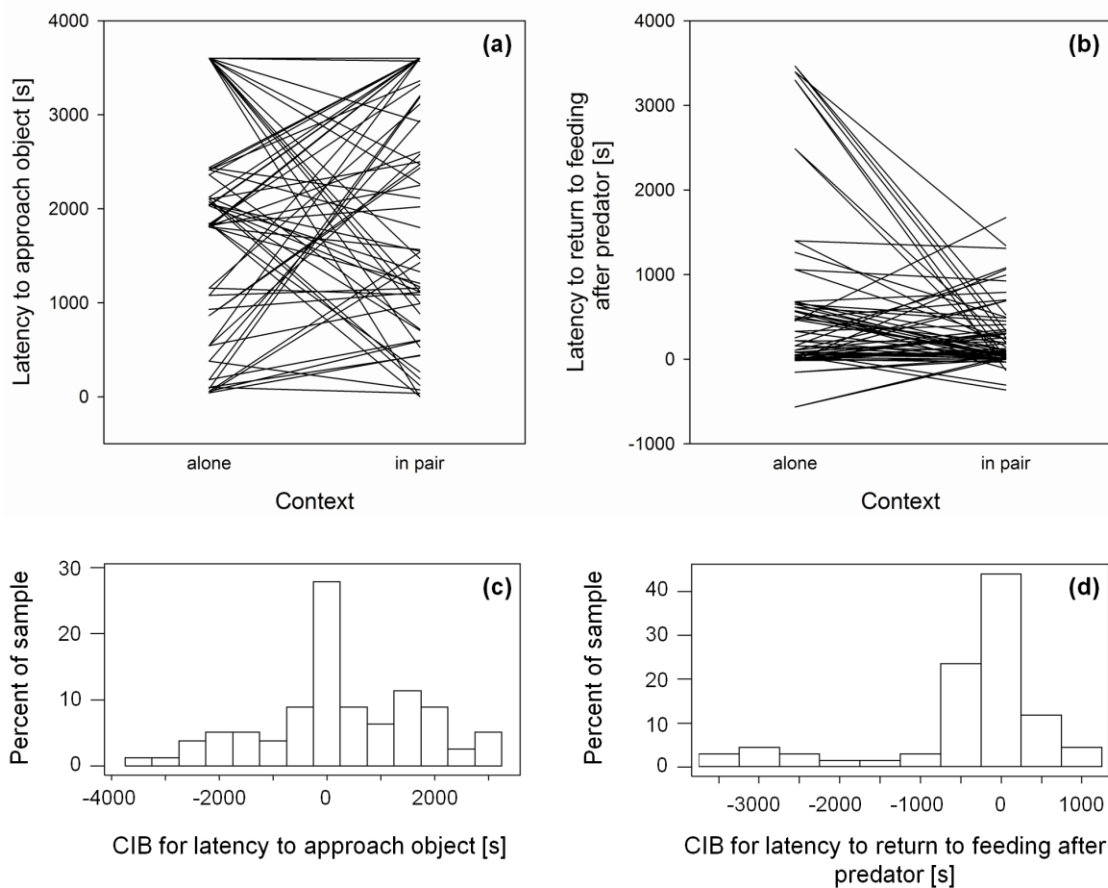 (a)
Latency to approach object [s]
4000
3000
2000
1000
0
alone
in pair
Context
(b)
Latency to return to feeding
after predator [s]
4000
3000
2000
1000
0
-1000
alone
in pair
Context
(c)
Percent of sample
30
20
10
0
-4000
-2000
0
2000
CIB for latency to approach object [s]
(d)
Percent of sample
40
30
20
10
0
-3000
-2000
-1000
0
1000
CIB for latency to return to feeding after
predator [s]